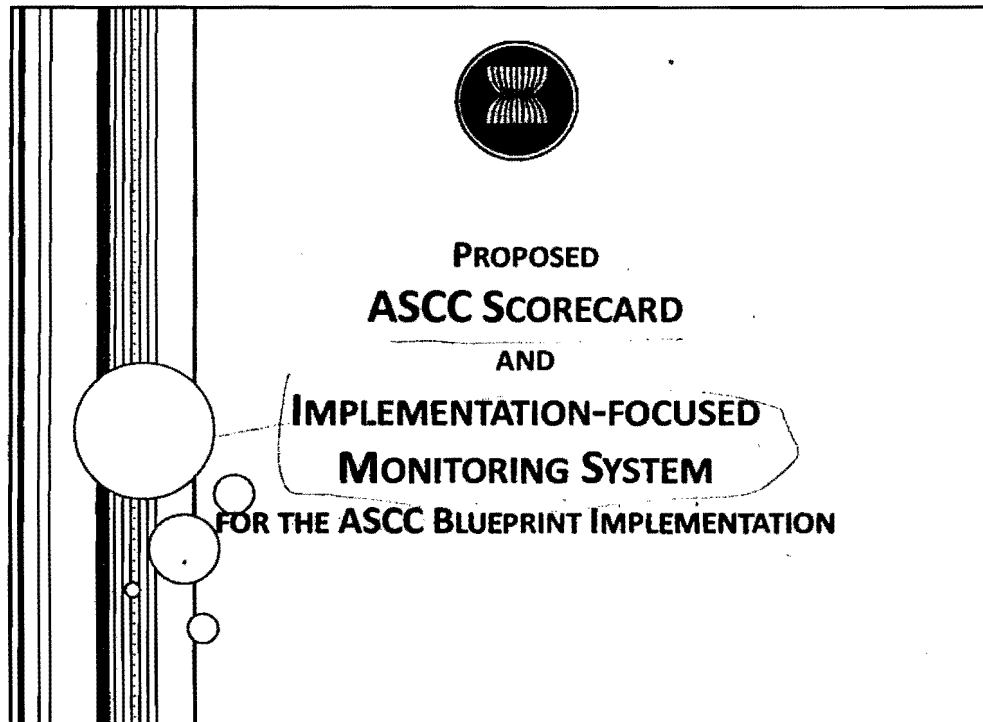 PROPOSED
ASCC SCORECARD
AND
IMPLEMENTATION-FOCUSED
MONITORING SYSTEM
FOR THE ASCC BLUEPRINT IMPLEMENTATION